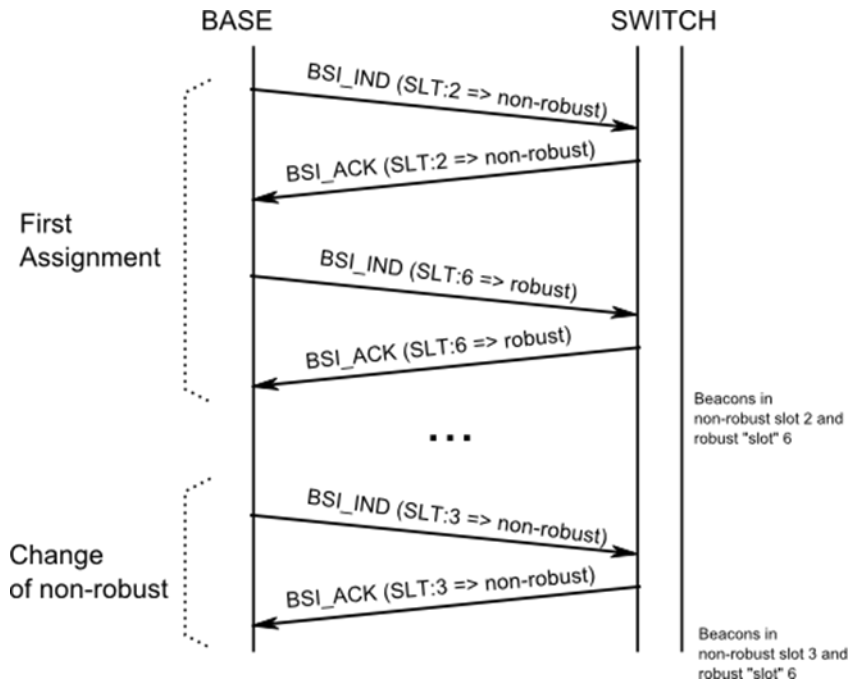 BASE
SWITCH
BSI_IND (SLT:2 => non-robust)
BSI_ACK (SLT:2 => non-robust)
First
Assignment
BSI_IND (SLT:6 => robust)
BSI_ACK (SLT:6 => robust)
Beacons in
non-robust slot 2 and
robust "slot" 6
...
BSI_IND (SLT:3 => non-robust)
Change
of non-robust
BSI_ACK (SLT:3 => non-robust)
Beacons in
non-robust slot 3 and
robust "slot" 6